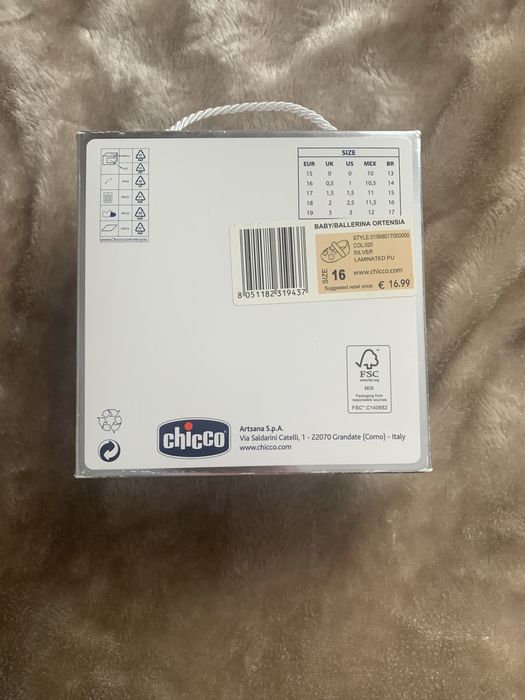 SIZE
EUR UK US MEX BR
15 0 0 10 13
16 0,5 1 10,5 14
17 1,5 1,5 11 15
18 2 2,5 11,5 16
19 3 3 12 17
BABY/BALLERINA ORTENSIA
STYLE:01068017000000
COL:020
SILVER
LAMINATED PU
SIZE 16 www.chicco.com
Suggested retail price: € 16.99
8 051182 319437
FSC
www.fsc.org
MIX
Packaging from
responsible sources
FSC® C140952
chicco
Artsana S.p.A.
Via Saldarini Catelli, 1 - 22070 Grandate (Como) - Italy
www.chicco.com